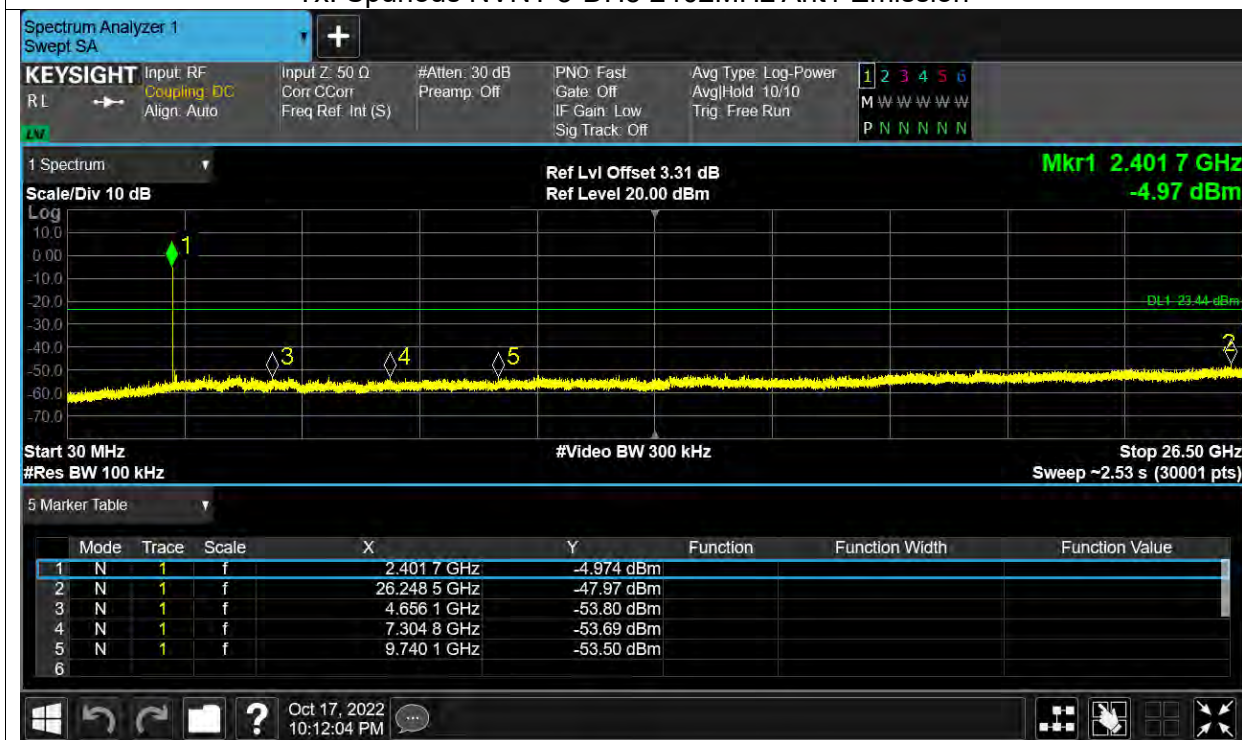 Tx. Spurious NVNT 3-DH5 2402MHz Ant1 Emission
Spectrum Analyzer 1
Swept SA
+
KEYSIGHT
RL
Input: RF
Coupling: DC
Align: Auto
Input Z: 50 Ω
Corr CCorr
Freq Ref: Int (S)
#Atten: 30 dB
Preamp: Off
PNO: Fast
Gate: Off
IF Gain: Low
Sig Track: Off
Avg Type: Log-Power
Avg|Hold: 10/10
Trig: Free Run
1 2 3 4 5 6
M W W W W W
P N N N N N
1 Spectrum
Scale/Div 10 dB
Ref Lvl Offset 3.31 dB
Ref Level 20.00 dBm
Mkr1 2.401 7 GHz
-4.97 dBm
Log
10.0
0.00
-10.0
-20.0
-30.0
-40.0
-50.0
-60.0
-70.0
1
3
4
5
2
DL1 -23.44 dBm
Start 30 MHz
#Res BW 100 kHz
#Video BW 300 kHz
Stop 26.50 GHz
Sweep ~2.53 s (30001 pts)
5 Marker Table
Mode Trace Scale X Y Function Function Width Function Value
1 N 1 f 2.401 7 GHz -4.974 dBm
2 N 1 f 26.248 5 GHz -47.97 dBm
3 N 1 f 4.656 1 GHz -53.80 dBm
4 N 1 f 7.304 8 GHz -53.69 dBm
5 N 1 f 9.740 1 GHz -53.50 dBm
6
?
Oct 17, 2022
10:12:04 PM